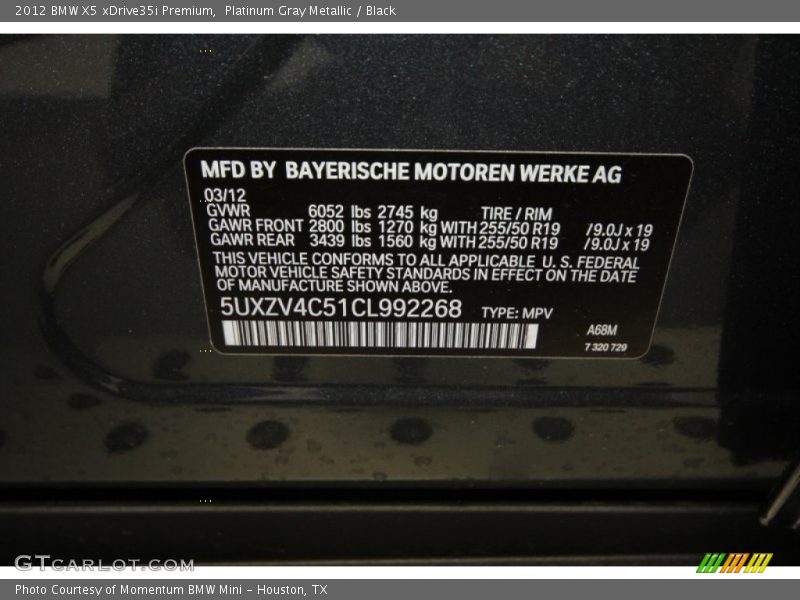 2012 BMW X5 xDrive35i Premium,  Platinum Gray Metallic / Black
MFD BY BAYERISCHE MOTOREN WERKE AG
03/12
GVWR 6052 lbs 2745 kg TIRE / RIM
GAWR FRONT 2800 lbs 1270 kg WITH 255/50 R19 /9.0J x 19
GAWR REAR 3439 lbs 1560 kg WITH 255/50 R19 /9.0J x 19
THIS VEHICLE CONFORMS TO ALL APPLICABLE U. S. FEDERAL
MOTOR VEHICLE SAFETY STANDARDS IN EFFECT ON THE DATE
OF MANUFACTURE SHOWN ABOVE.
5UXZV4C51CL992268 TYPE: MPV
A68M
7 320 729
GTCARLOT.COM
Photo Courtesy of Momentum BMW Mini - Houston, TX